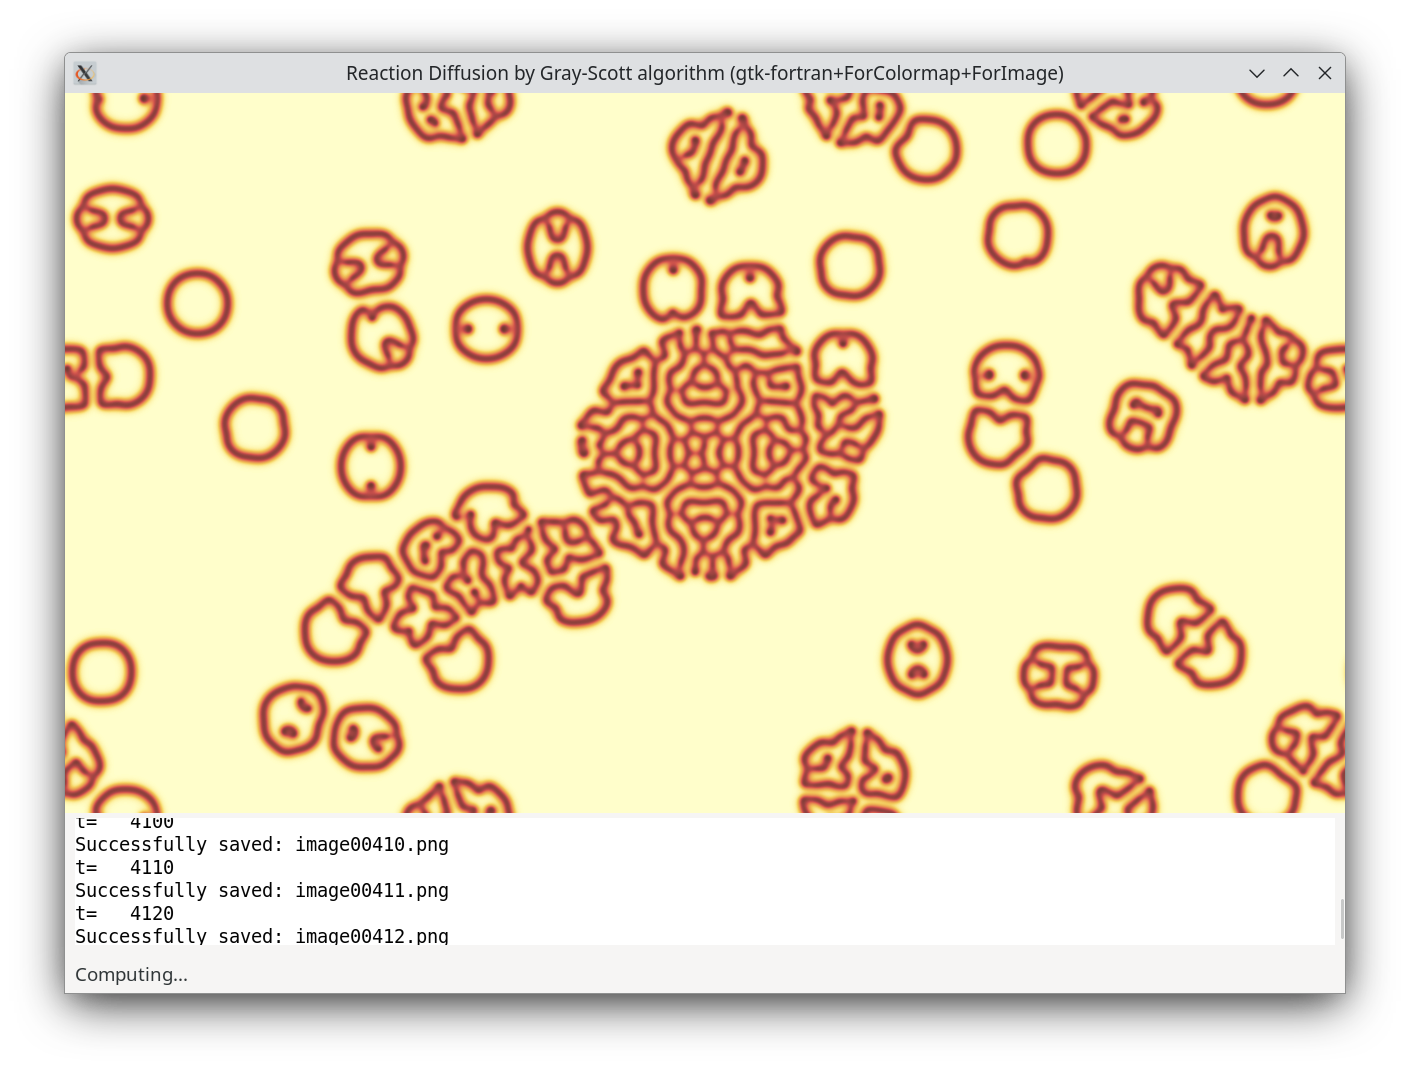 Reaction Diffusion by Gray-Scott algorithm (gtk-fortran+ForColormap+ForImage)
t=   4100
Successfully saved: image00410.png
t=   4110
Successfully saved: image00411.png
t=   4120
Successfully saved: image00412.png
Computing...